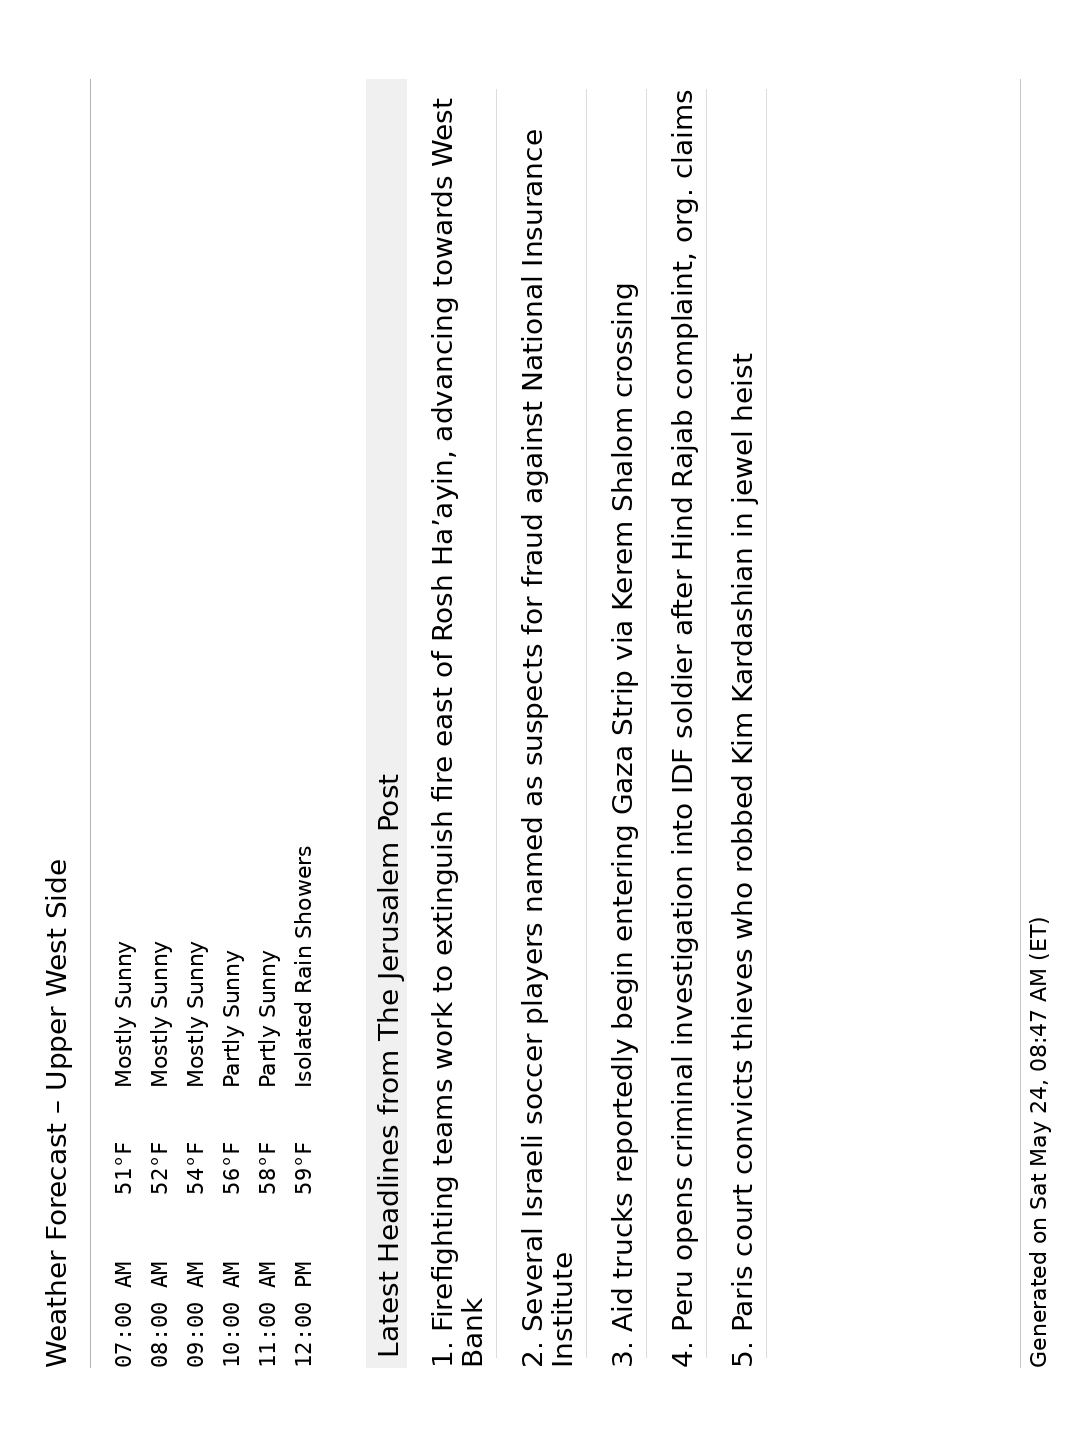 Weather Forecast – Upper West Side
07:00 AM 51°F Mostly Sunny
08:00 AM 52°F Mostly Sunny
09:00 AM 54°F Mostly Sunny
10:00 AM 56°F Partly Sunny
11:00 AM 58°F Partly Sunny
12:00 PM 59°F Isolated Rain Showers
Latest Headlines from The Jerusalem Post
1. Firefighting teams work to extinguish fire east of Rosh Ha’ayin, advancing towards West
Bank
2. Several Israeli soccer players named as suspects for fraud against National Insurance
Institute
3. Aid trucks reportedly begin entering Gaza Strip via Kerem Shalom crossing
4. Peru opens criminal investigation into IDF soldier after Hind Rajab complaint, org. claims
5. Paris court convicts thieves who robbed Kim Kardashian in jewel heist
Generated on Sat May 24, 08:47 AM (ET)